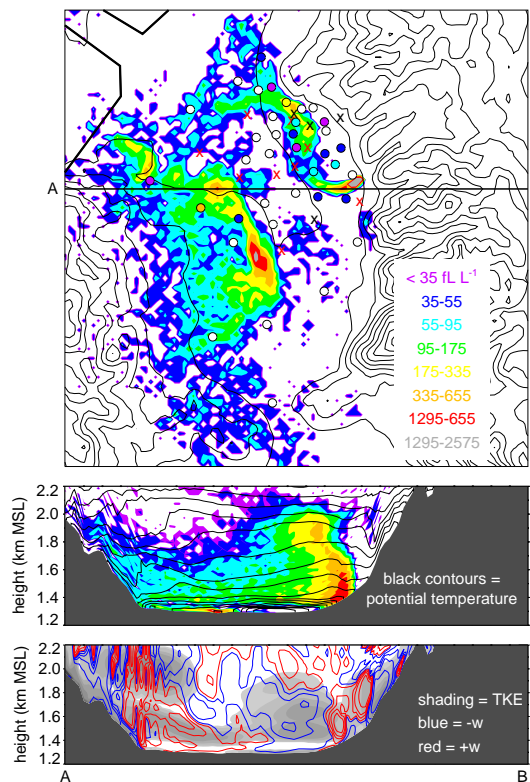 A
< 35 fL L-1
35-55
55-95
95-175
175-335
335-655
1295-655
1295-2575
2.2
2.0
1.8
1.6
1.4
1.2
height (km MSL)
black contours =
potential temperature
2.2
2.0
1.8
1.6
1.4
1.2
height (km MSL)
shading = TKE
blue = -w
red = +w
A
B